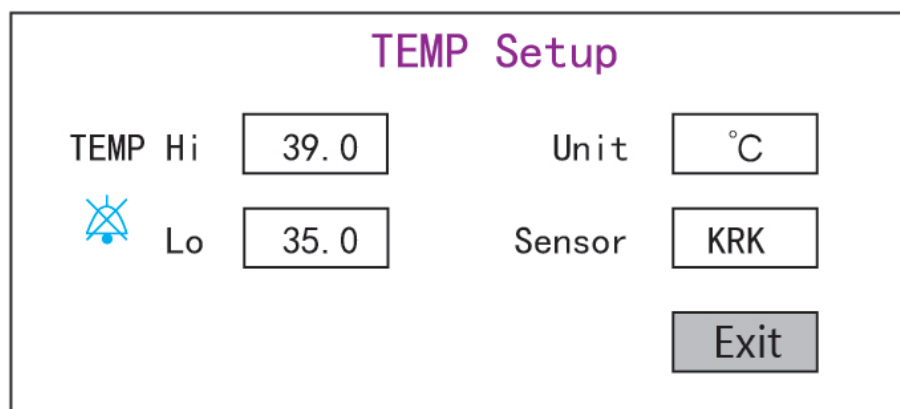 TEMP Setup
TEMP Hi 39.0 Unit °C
Lo 35.0 Sensor KRK
Exit